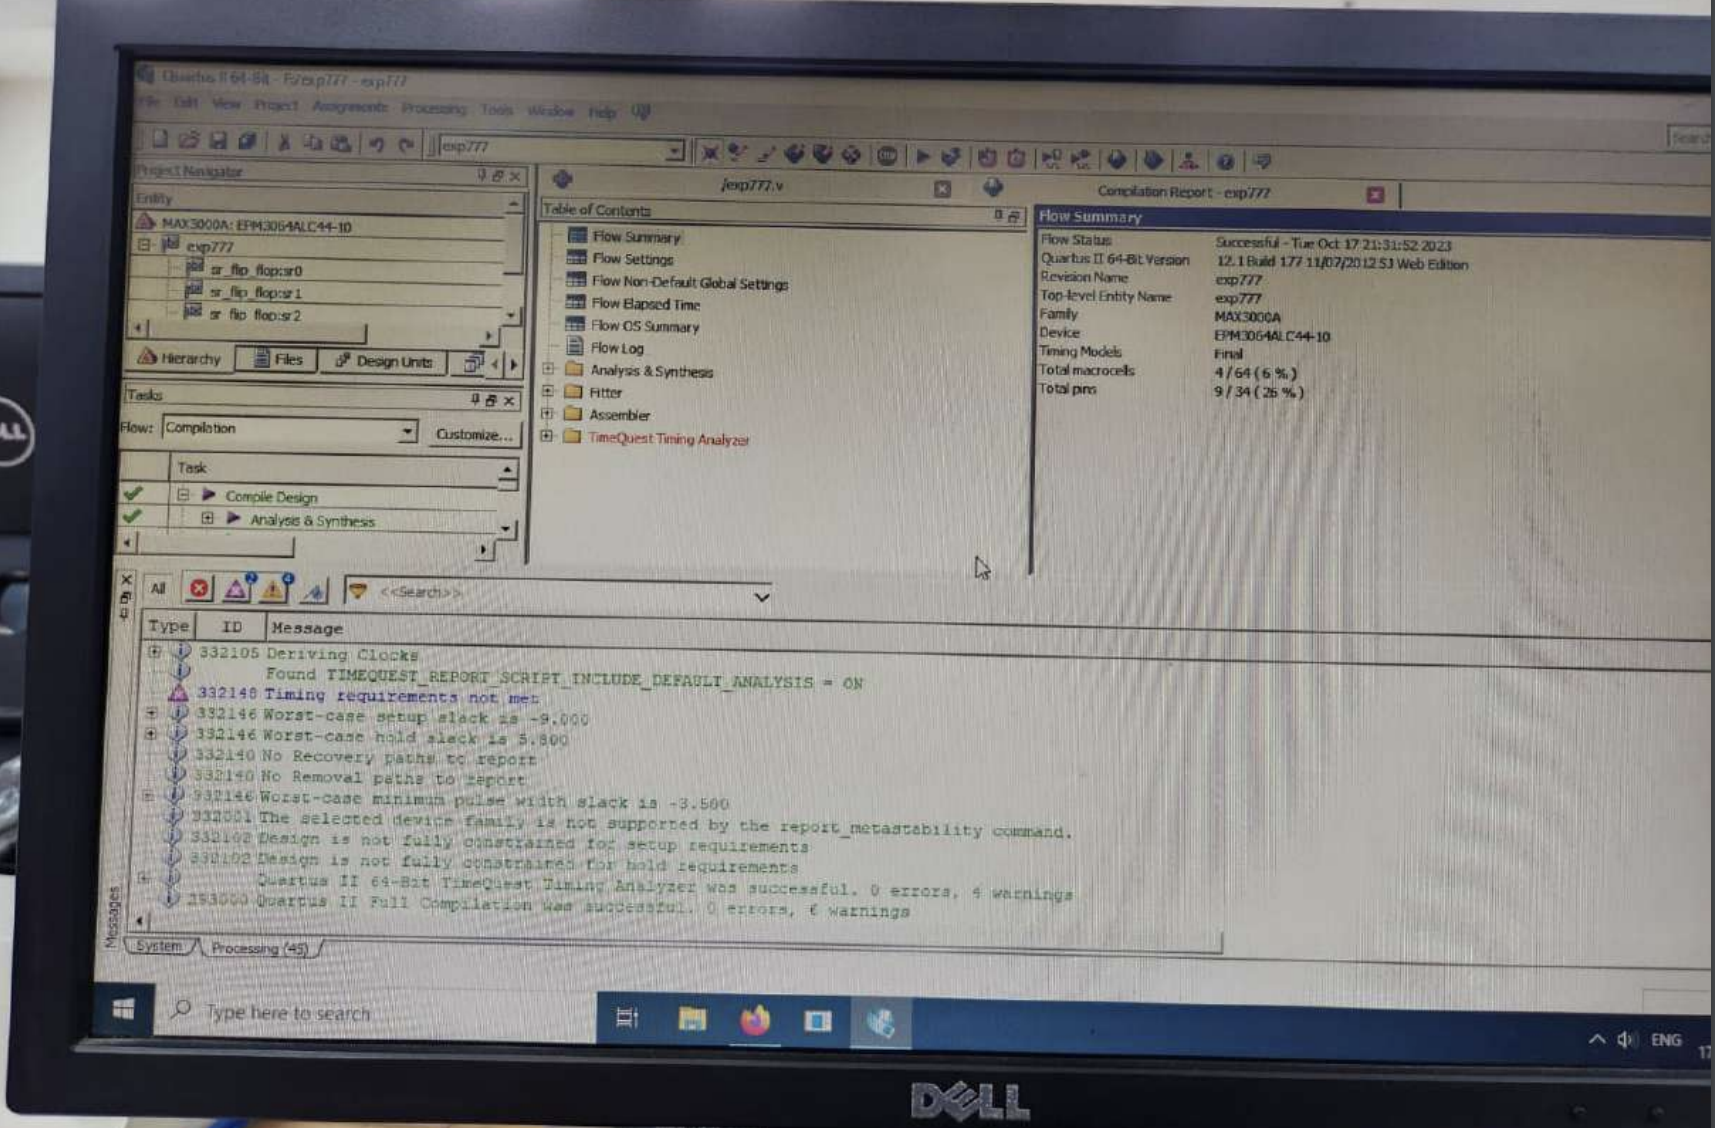 Quartus II 64-Bit - F:/exp777 - exp777
File Edit View Project Assignments Processing Tools Window Help
Search
exp777
Project Navigator
/exp777.v
Compilation Report - exp777
Entity
MAX3000A: EPM3064ALC44-10
exp777
sr_flip_flop:sr0
sr_flip_flop:sr1
sr_flip_flop:sr2
Hierarchy Files Design Units
Table of Contents
Flow Summary
Flow Settings
Flow Non-Default Global Settings
Flow Elapsed Time
Flow OS Summary
Flow Log
Analysis & Synthesis
Fitter
Assembler
TimeQuest Timing Analyzer
Flow Summary
Flow Status Successful - Tue Oct 17 21:31:52 2023
Quartus II 64-Bit Version 12.1 Build 177 11/07/2012 SJ Web Edition
Revision Name exp777
Top-level Entity Name exp777
Family MAX3000A
Device EPM3064ALC44-10
Timing Models Final
Total macrocells 4 / 64 ( 6 % )
Total pins 9 / 34 ( 26 % )
Tasks
Flow: Compilation Customize...
Task
Compile Design
Analysis & Synthesis
All 2 4 <<Search>>
Type ID Message
332105 Deriving Clocks
Found TIMEQUEST_REPORT_SCRIPT_INCLUDE_DEFAULT_ANALYSIS = ON
332148 Timing requirements not met
332146 Worst-case setup slack is -9.000
332146 Worst-case hold slack is 5.800
332140 No Recovery paths to report
332140 No Removal paths to report
332146 Worst-case minimum pulse width slack is -3.500
332001 The selected device family is not supported by the report_metastability command.
332102 Design is not fully constrained for setup requirements
332102 Design is not fully constrained for hold requirements
Quartus II 64-Bit TimeQuest Timing Analyzer was successful. 0 errors, 4 warnings
293000 Quartus II Full Compilation was successful. 0 errors, 6 warnings
Messages
System Processing (45)
Type here to search
ENG
DELL